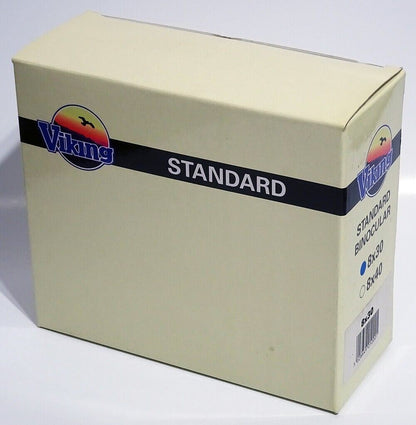 Viking
STANDARD
Viking
STANDARD
BINOCULAR
8x30
8x40
8x30